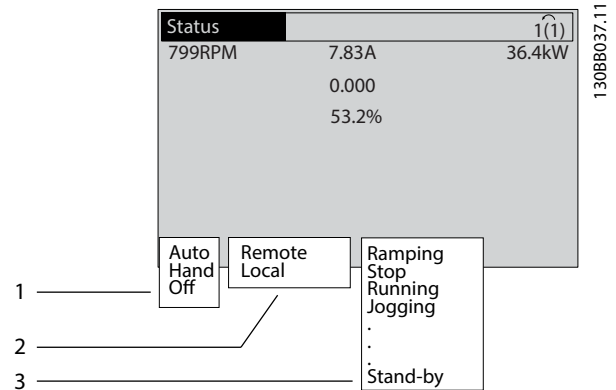 Status 1(1)
799RPM 7.83A 36.4kW
0.000
53.2%
Auto
Hand
Off
Remote
Local
Ramping
Stop
Running
Jogging
.
.
.
Stand-by
1
2
3
130BB037.11